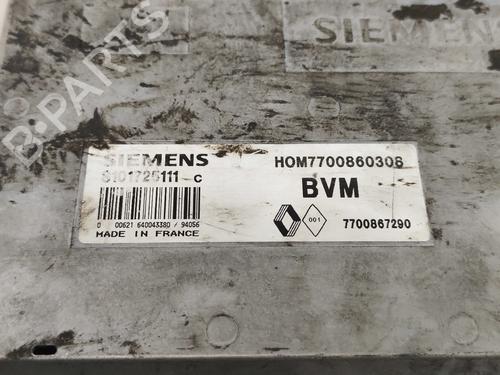 SIEMENS
B-PARTS
SIEMENS
S101725111 C
0 00621 640043380 / 94056
MADE IN FRANCE
HOM7700860308
BVM
001
7700867290